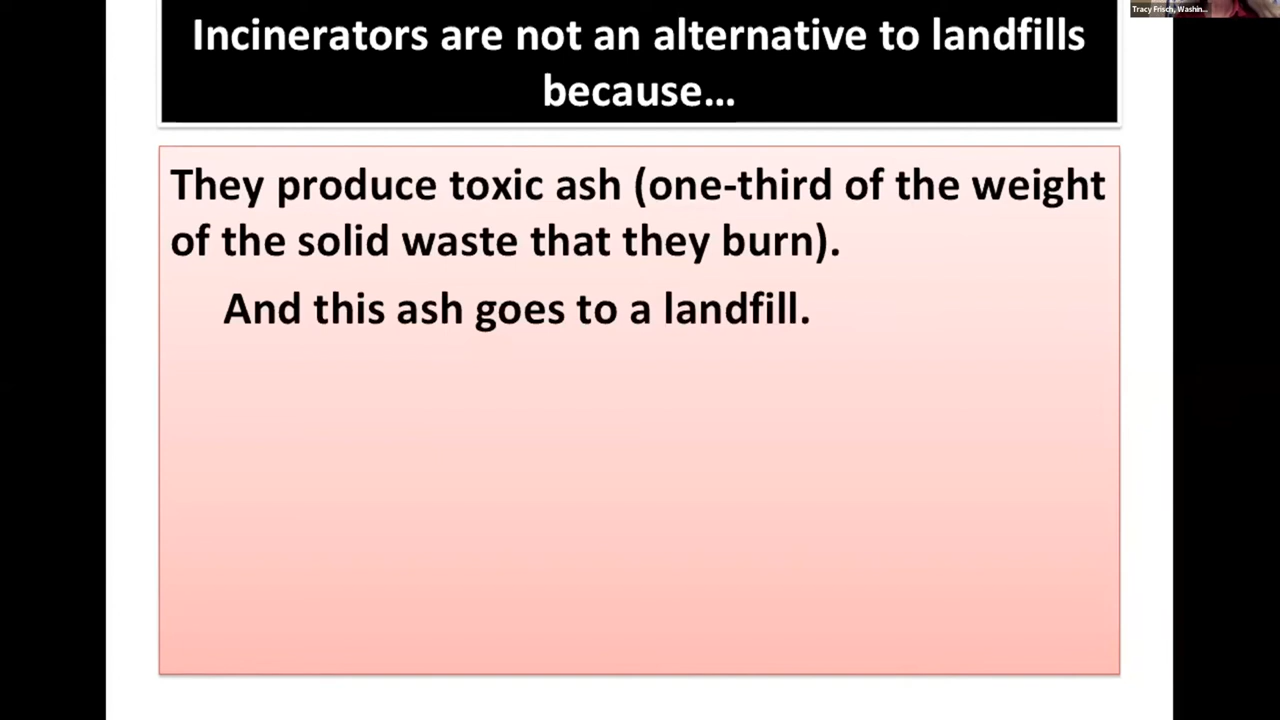 Tracy Frisch, Washin...
Incinerators are not an alternative to landfills
because...
They produce toxic ash (one-third of the weight
of the solid waste that they burn).
And this ash goes to a landfill.